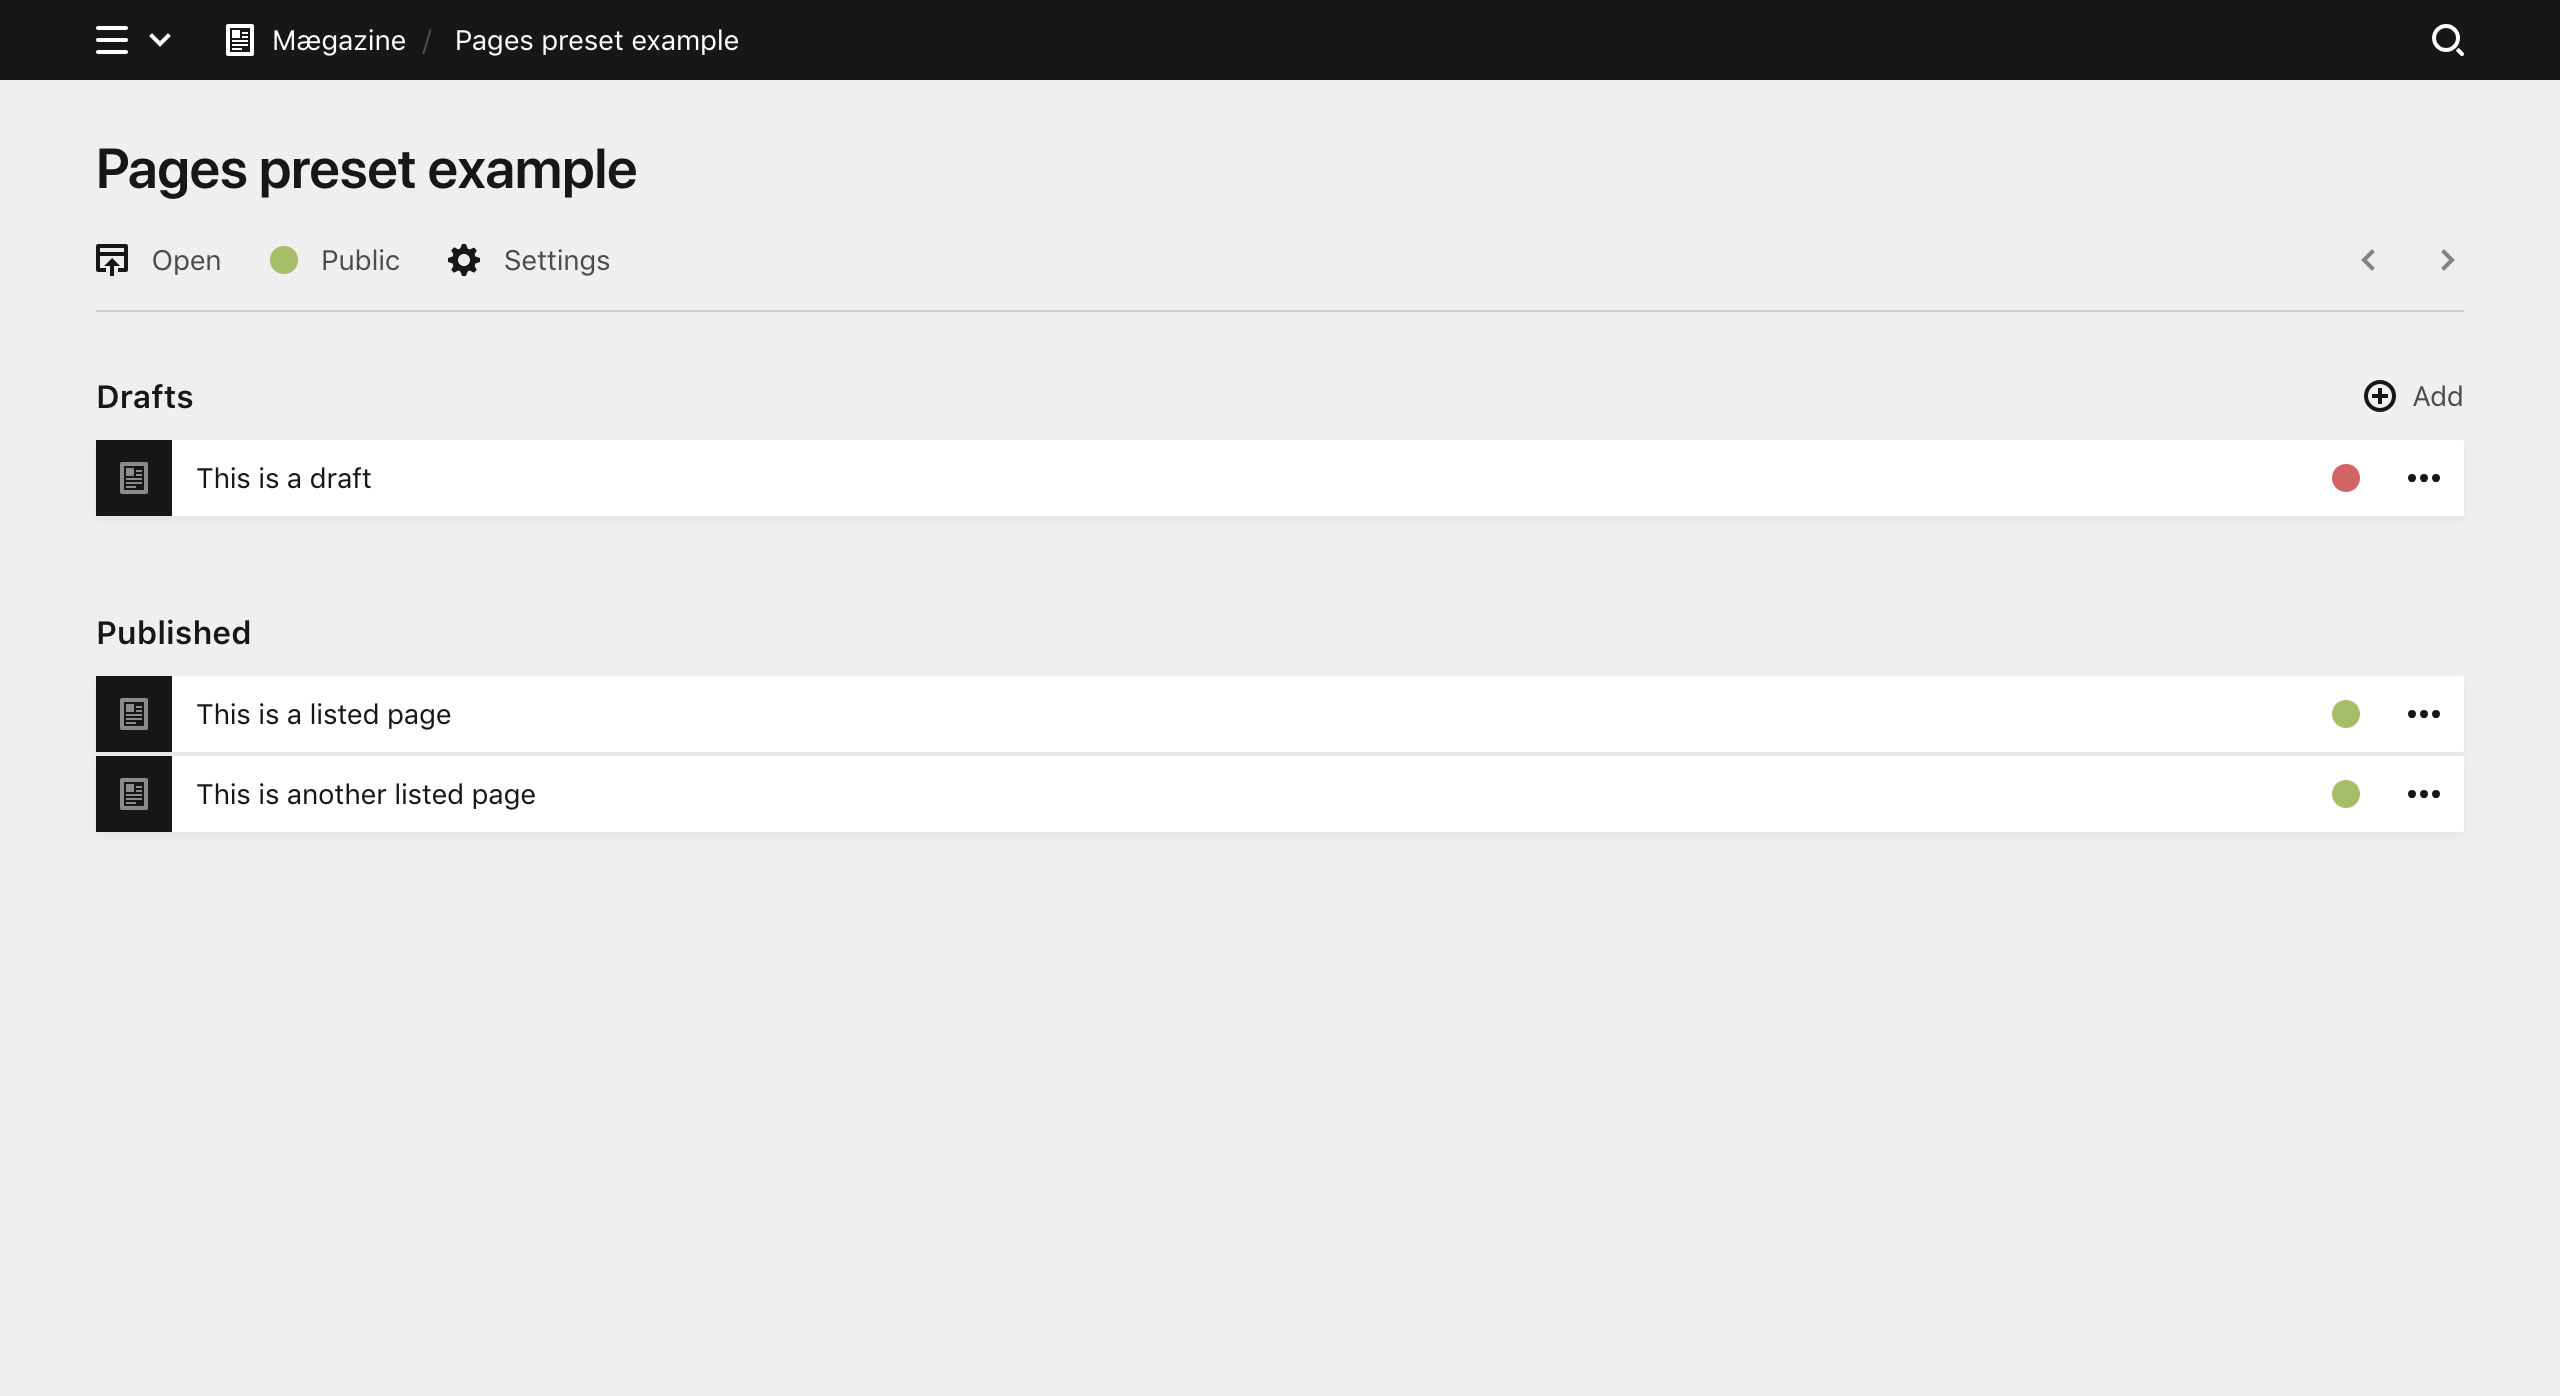 Mægazine / Pages preset example
Pages preset example
Open Public Settings
Drafts Add
This is a draft
Published
This is a listed page
This is another listed page